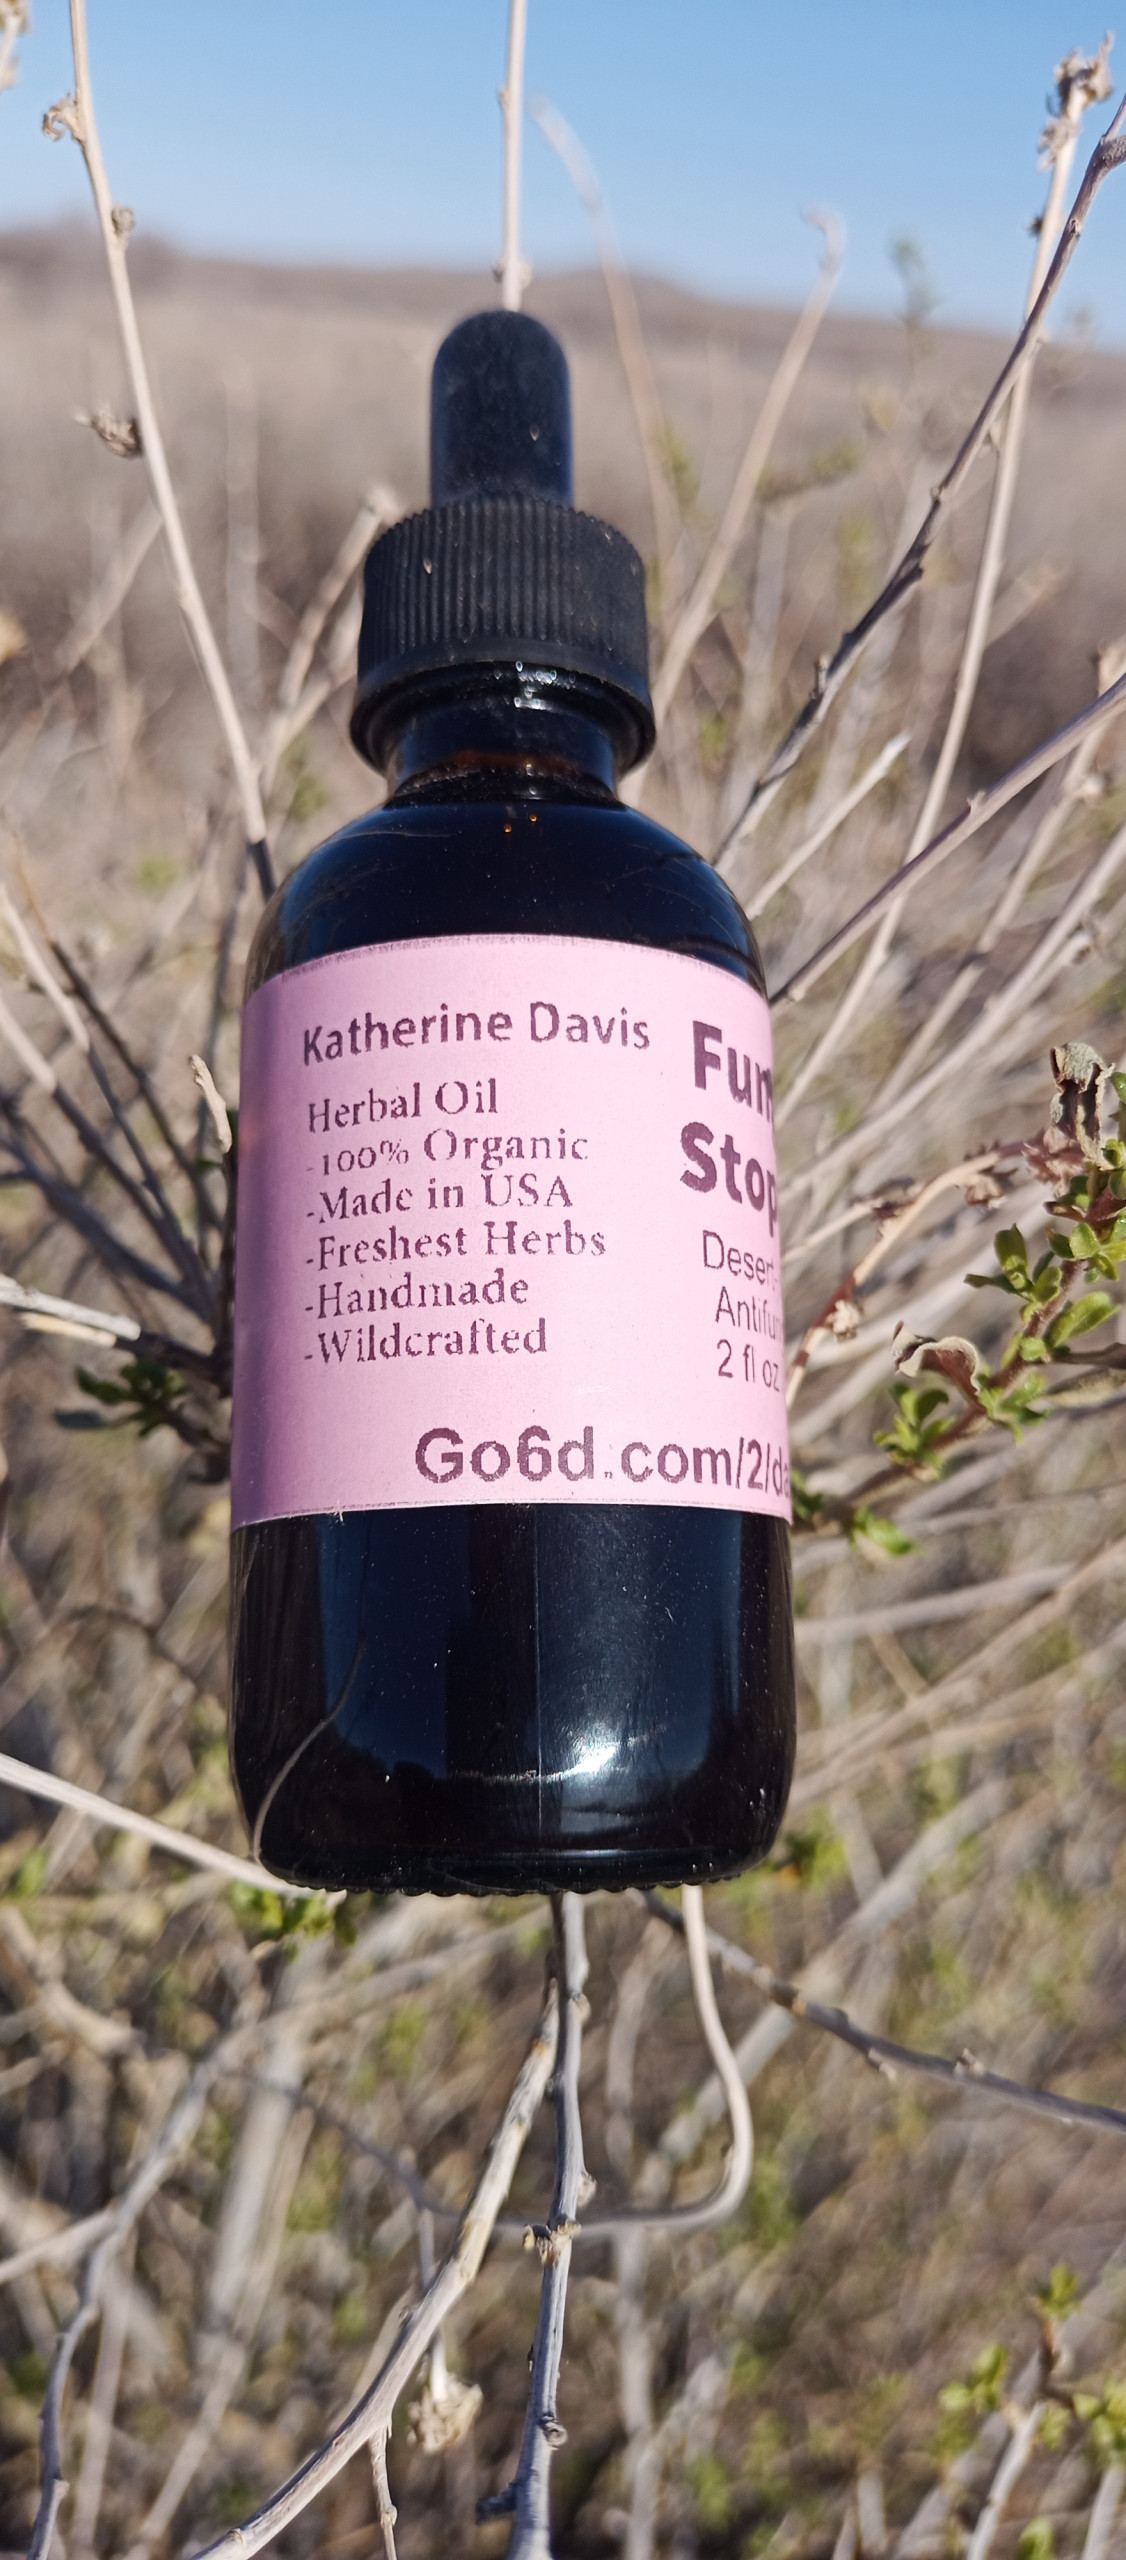 Katherine Davis
Herbal Oil
-100% Organic
-Made in USA
-Freshest Herbs
-Handmade
-Wildcrafted
Fun
Stop
Desert
Antifu
2 fl oz
Go6d.com/2/da